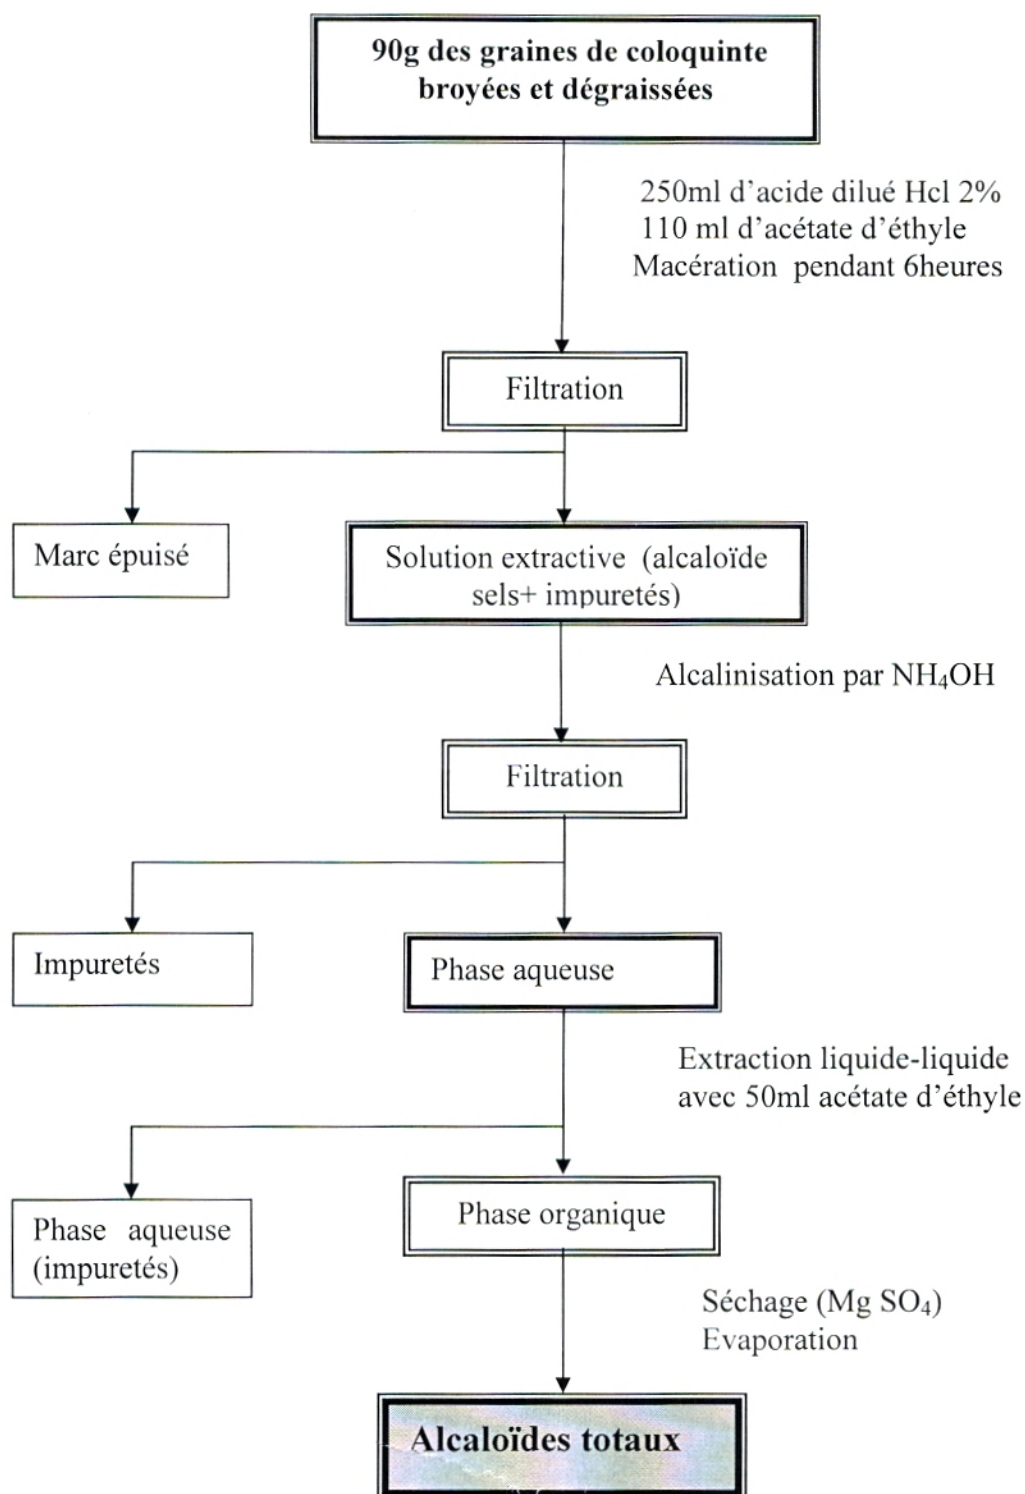 90g des graines de coloquinte
broyées et dégraissées
250ml d’acide dilué Hcl 2%
110 ml d’acétate d’éthyle
Macération pendant 6heures
Filtration
Marc épuisé
Solution extractive (alcaloïde
sels+ impuretés)
Alcalinisation par NH₄OH
Filtration
Impuretés
Phase aqueuse
Extraction liquide-liquide
avec 50ml acétate d’éthyle
Phase aqueuse
(impuretés)
Phase organique
Séchage (Mg SO₄)
Evaporation
Alcaloïdes totaux